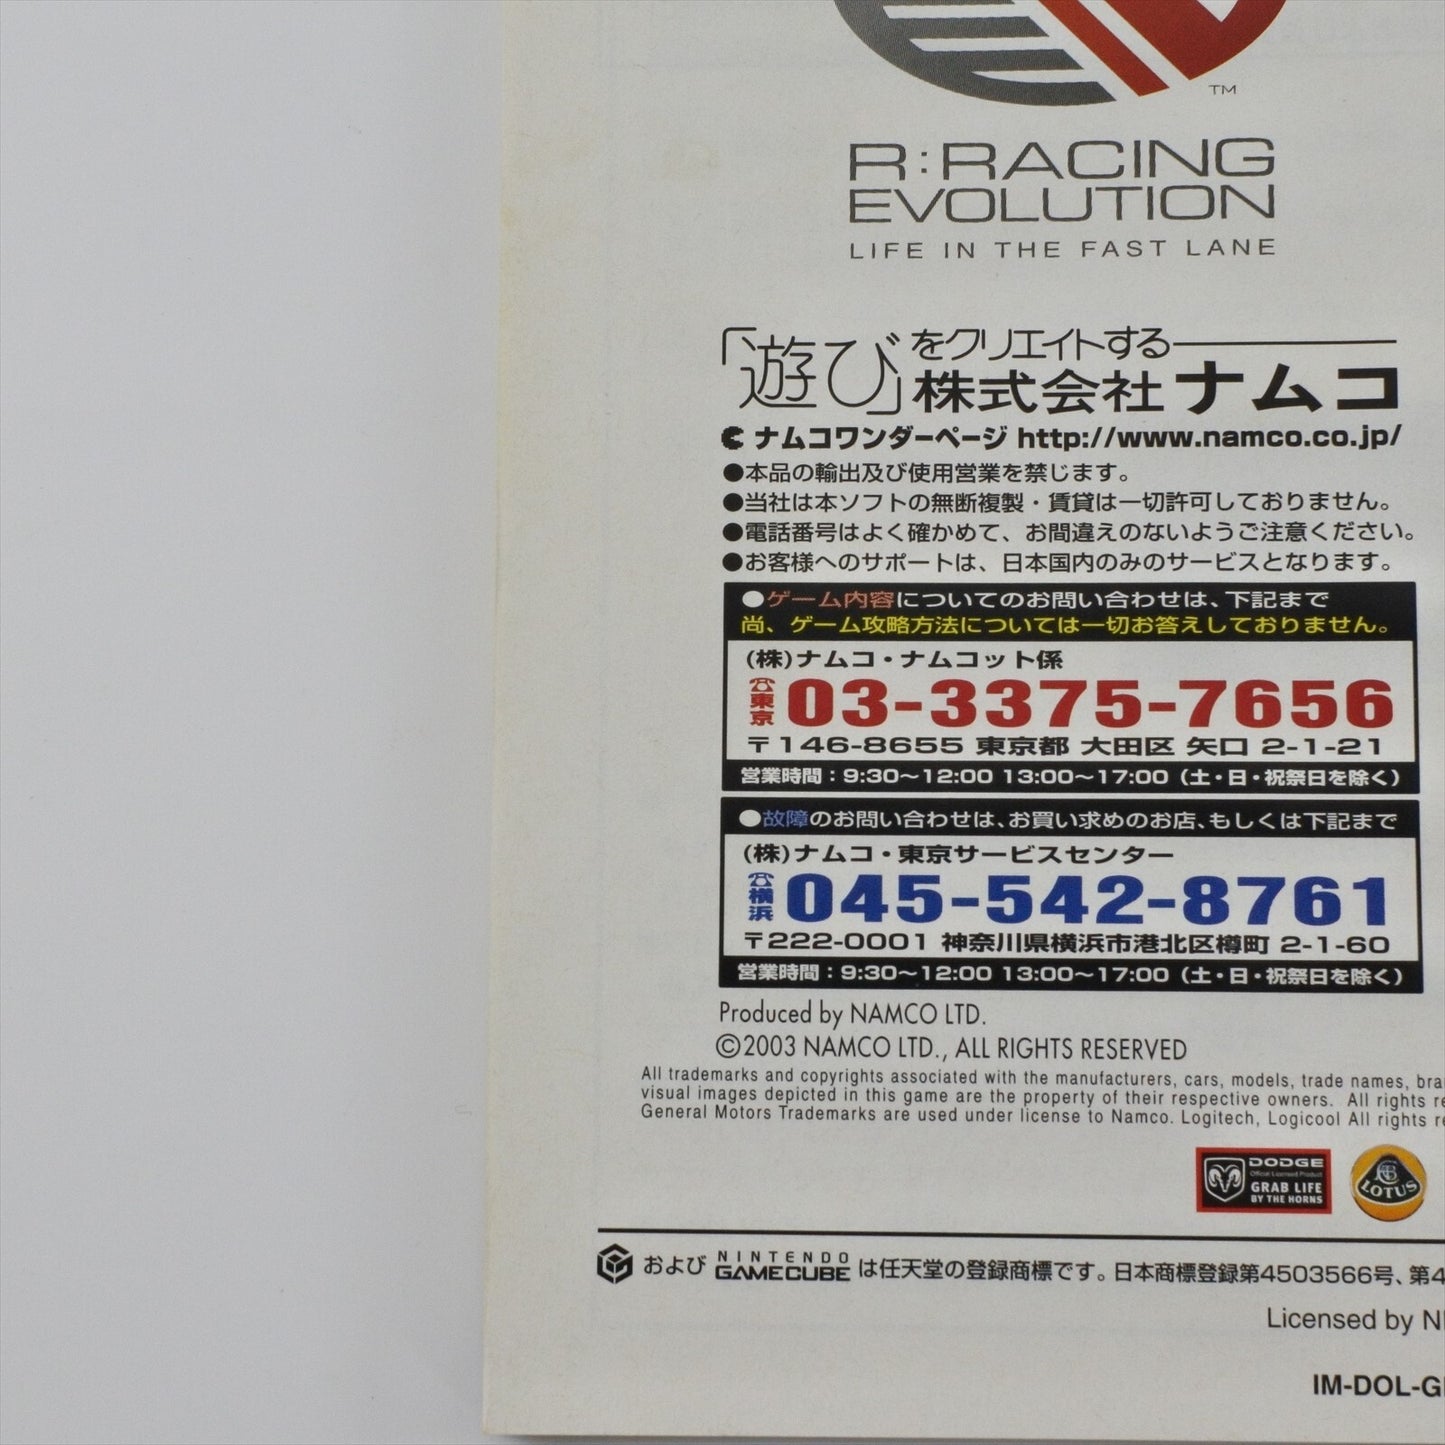 TM
R:RACING
EVOLUTION
LIFE IN THE FAST LANE
「遊び」をクリエイトする
株式会社ナムコ
ナムコワンダーページ http://www.namco.co.jp/
●本品の輸出及び使用営業を禁じます。
●当社は本ソフトの無断複製・賃貸は一切許可しておりません。
●電話番号はよく確かめて、お間違えのないようご注意ください。
●お客様へのサポートは、日本国内のみのサービスとなります。
●ゲーム内容についてのお問い合わせは、下記まで
尚、ゲーム攻略方法については一切お答えしておりません。
(株)ナムコ・ナムコット係
☎東京 03-3375-7656
〒146-8655 東京都 大田区 矢口 2-1-21
営業時間：9:30～12:00 13:00～17:00（土・日・祝祭日を除く）
●故障のお問い合わせは、お買い求めのお店、もしくは下記まで
(株)ナムコ・東京サービスセンター
☎横浜 045-542-8761
〒222-0001 神奈川県横浜市港北区樽町 2-1-60
営業時間：9:30～12:00 13:00～17:00（土・日・祝祭日を除く）
Produced by NAMCO LTD.
©2003 NAMCO LTD., ALL RIGHTS RESERVED
All trademarks and copyrights associated with the manufacturers, cars, models, trade names,
visual images depicted in this game are the property of their respective owners. All rights
General Motors Trademarks are used under license to Namco. Logitech, Logicool All rights
DODGE
Official Licensed Product
GRAB LIFE
BY THE HORNS
LOTUS
および NINTENDO GAMECUBE は任天堂の登録商標です。日本商標登録第4503566号、第4
Licensed by
IM-DOL-G